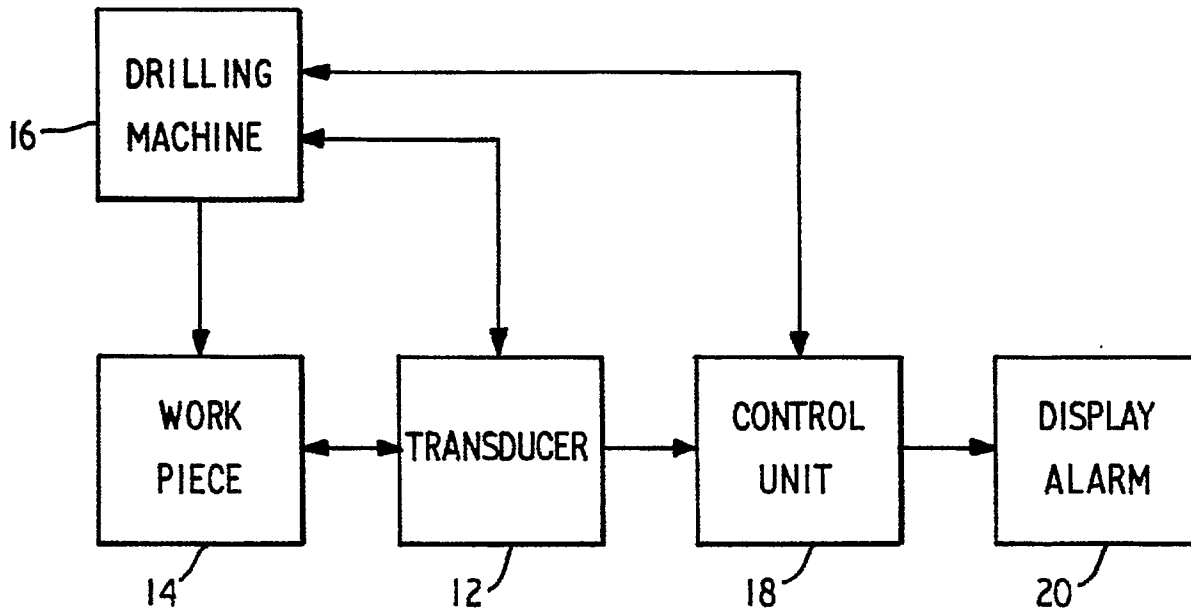 DRILLING
MACHINE
16
WORK
PIECE
TRANSDUCER
CONTROL
UNIT
DISPLAY
ALARM
14
12
18
20